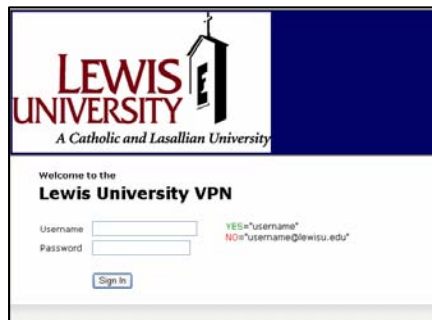 LEWIS
UNIVERSITY
A Catholic and Lasallian University
Welcome to the
Lewis University VPN
Username
YES="username"
NO="username@lewisu.edu"
Password
Sign In